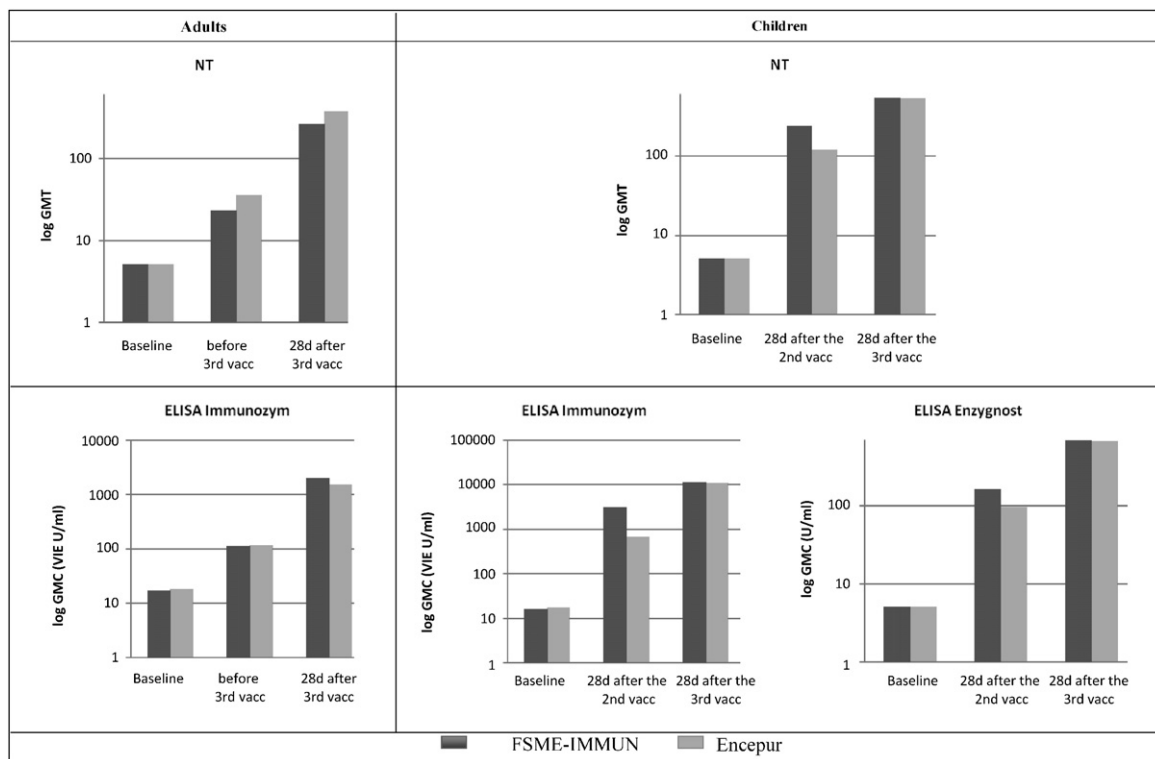 Adults
Children
NT
log GMT
100
10
1
Baseline
before
3rd vacc
28d after
3rd vacc
NT
log GMT
100
10
1
Baseline
28d after the
2nd vacc
28d after the
3rd vacc
ELISA Immunozym
log GMC (VIE U/ml)
10000
1000
100
10
1
Baseline
before
3rd vacc
28d after
3rd vacc
ELISA Immunozym
log GMC (VIE U/ml)
100000
10000
1000
100
10
1
Baseline
28d after the
2nd vacc
28d after the
3rd vacc
ELISA Enzygnost
log GMC (U/ml)
100
10
1
Baseline
28d after the
2nd vacc
28d after the
3rd vacc
FSME-IMMUN
Encepur